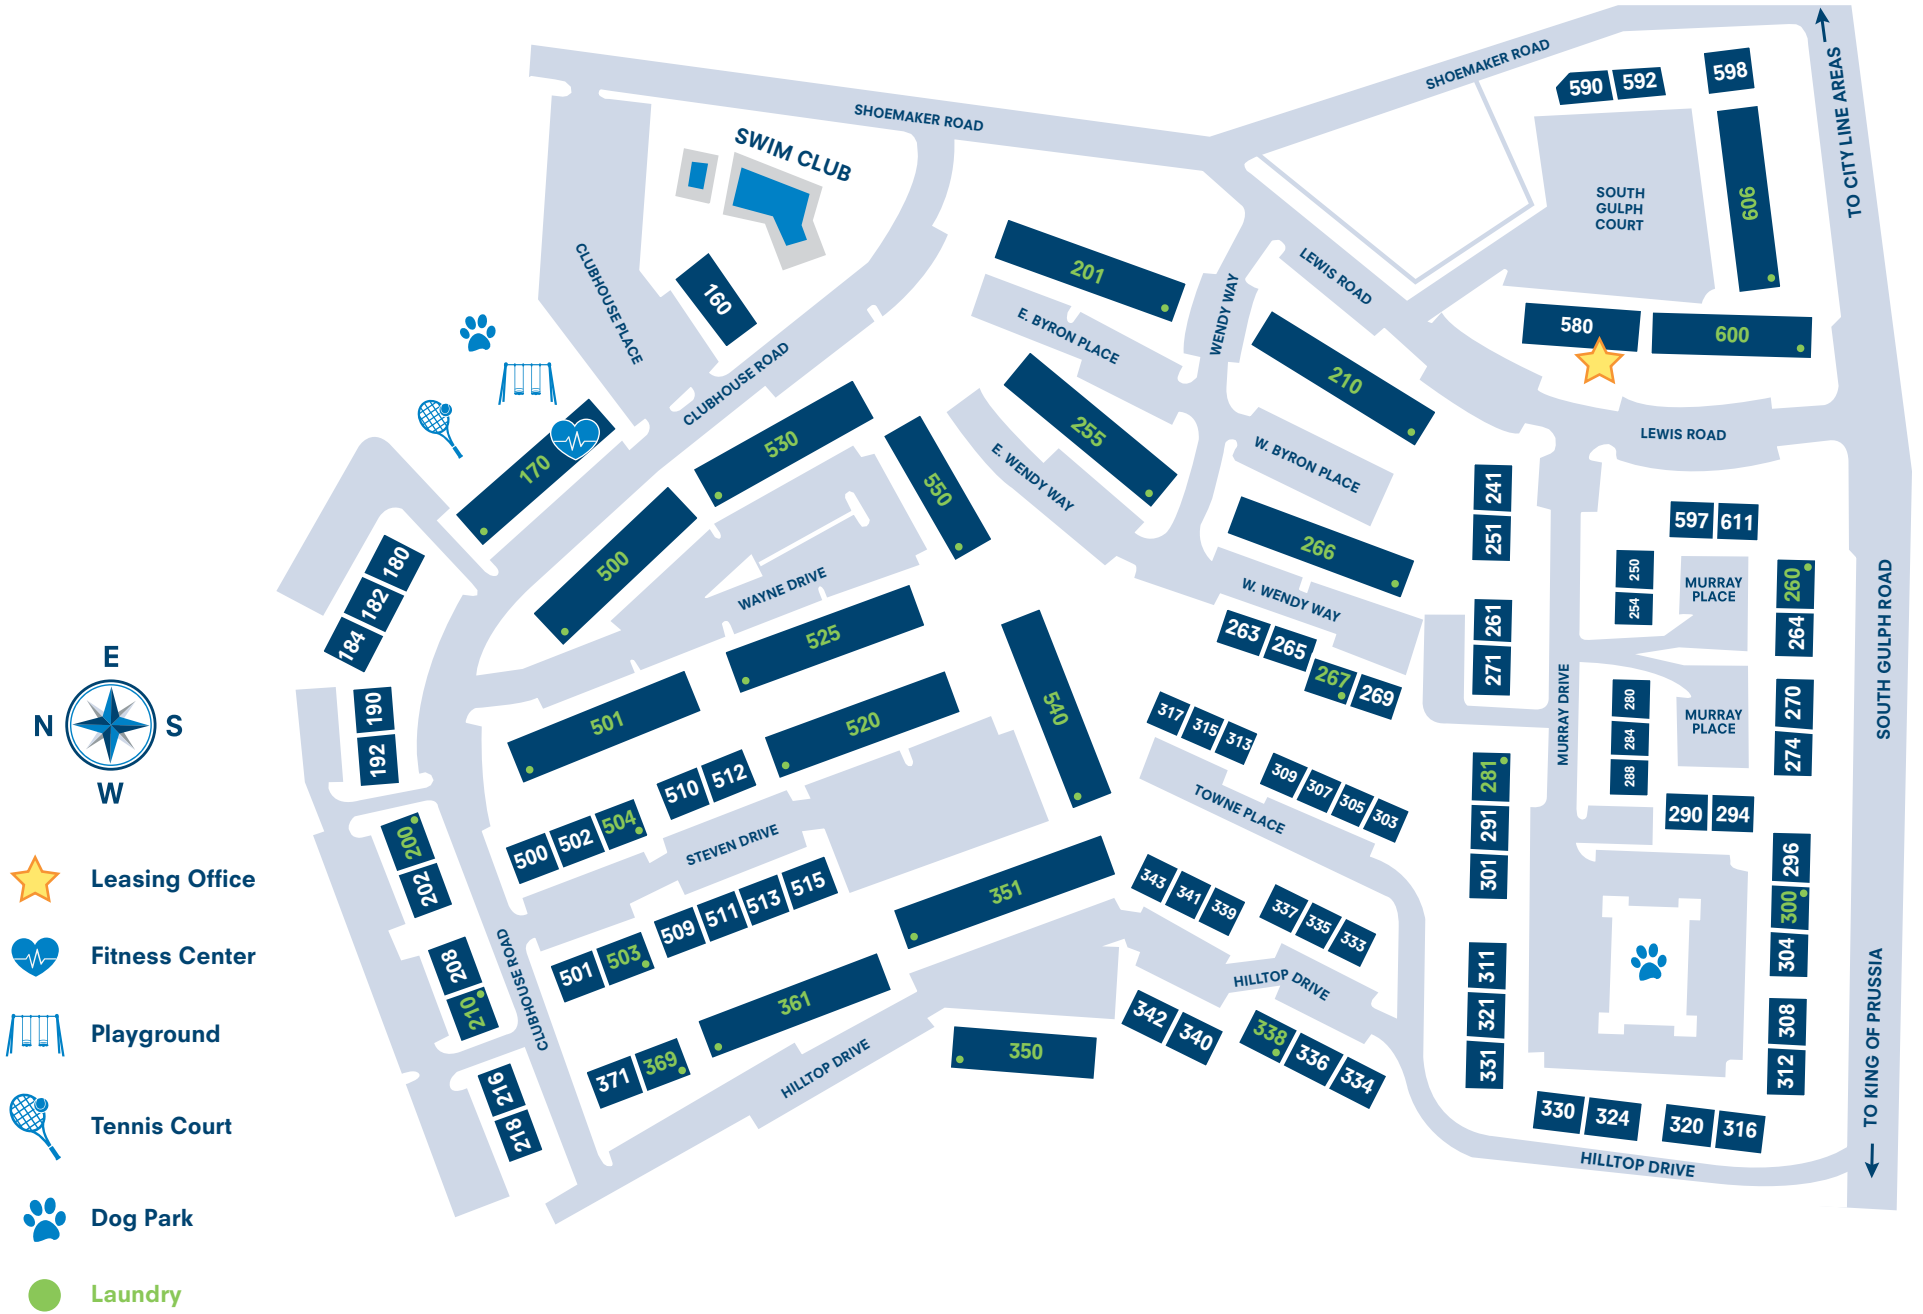 SHOEMAKER ROAD
SHOEMAKER ROAD
TO CITY LINE AREAS
590
592
598
606
SOUTH
GULPH
COURT
SWIM CLUB
160
CLUBHOUSE PLACE
CLUBHOUSE ROAD
201
E. BYRON PLACE
WENDY WAY
LEWIS ROAD
580
600
210
LEWIS ROAD
170
530
550
500
255
E. WENDY WAY
W. BYRON PLACE
266
W. WENDY WAY
241
251
261
271
597
611
250
254
MURRAY
PLACE
260
264
180
182
184
190
192
WAYNE DRIVE
525
501
520
540
263
265
267
269
MURRAY DRIVE
280
284
288
MURRAY
PLACE
270
274
SOUTH GULPH ROAD
E
N
S
W
317
315
313
309
307
305
303
TOWNE PLACE
281
291
301
290
294
296
300
304
308
312
510
512
500
502
504
STEVEN DRIVE
200
202
208
210
216
218
CLUBHOUSE ROAD
501
503
509
511
513
515
351
361
371
369
HILLTOP DRIVE
350
343
341
339
337
335
333
HILLTOP DRIVE
342
340
338
336
334
311
321
331
330
324
320
316
HILLTOP DRIVE
TO KING OF PRUSSIA
Leasing Office
Fitness Center
Playground
Tennis Court
Dog Park
Laundry